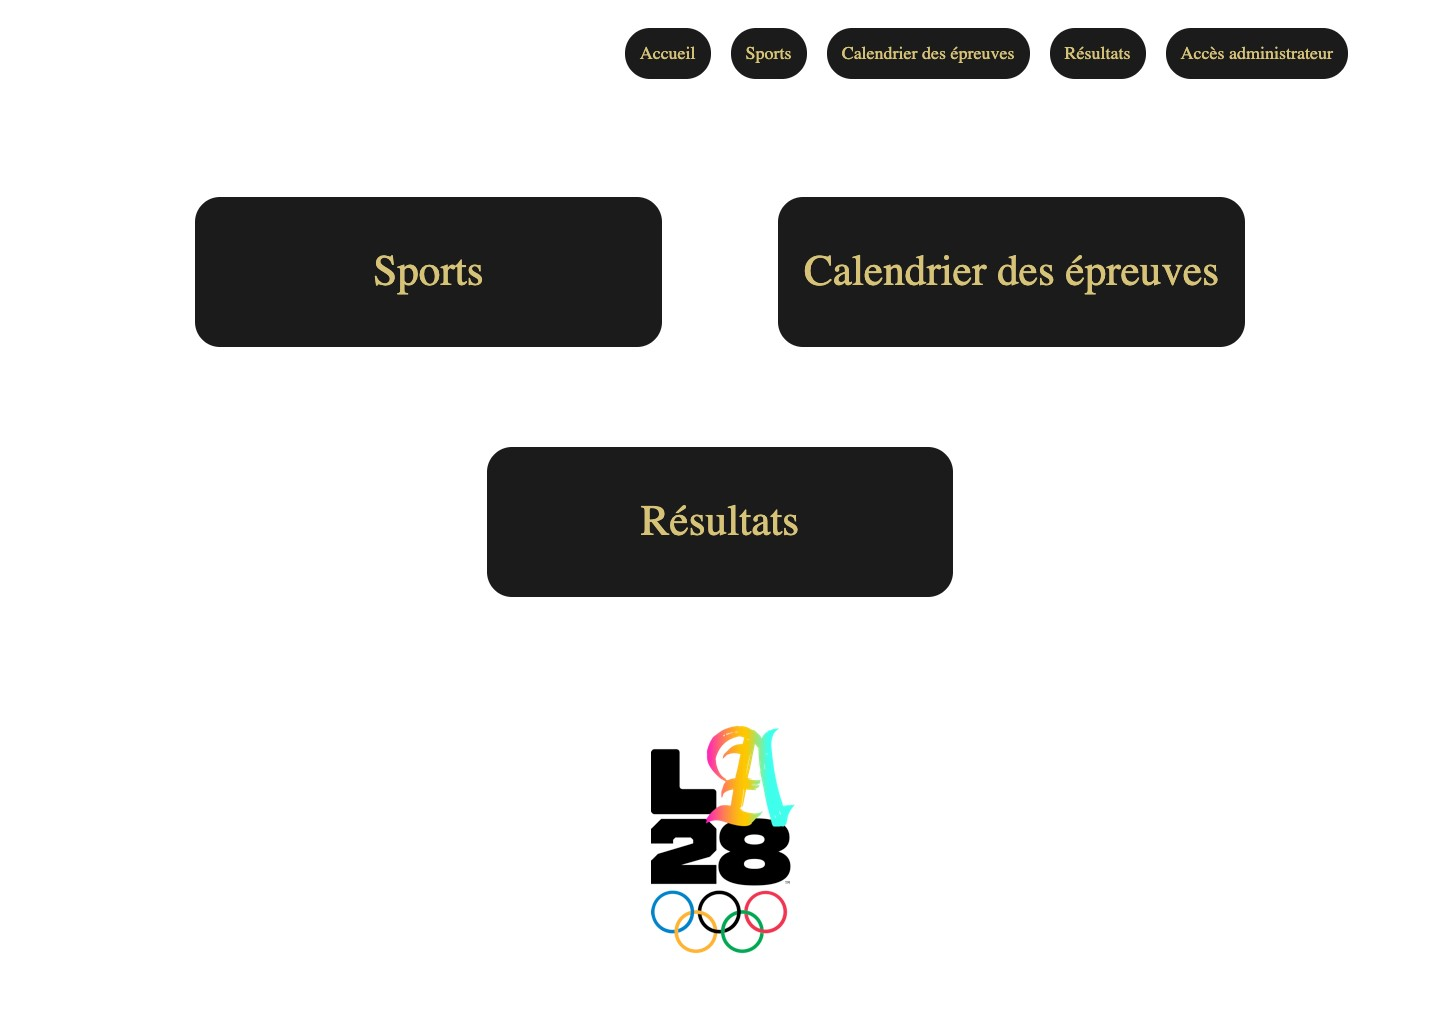 Accueil Sports Calendrier des épreuves Résultats Accès administrateur
Sports Calendrier des épreuves
Résultats
LA
28